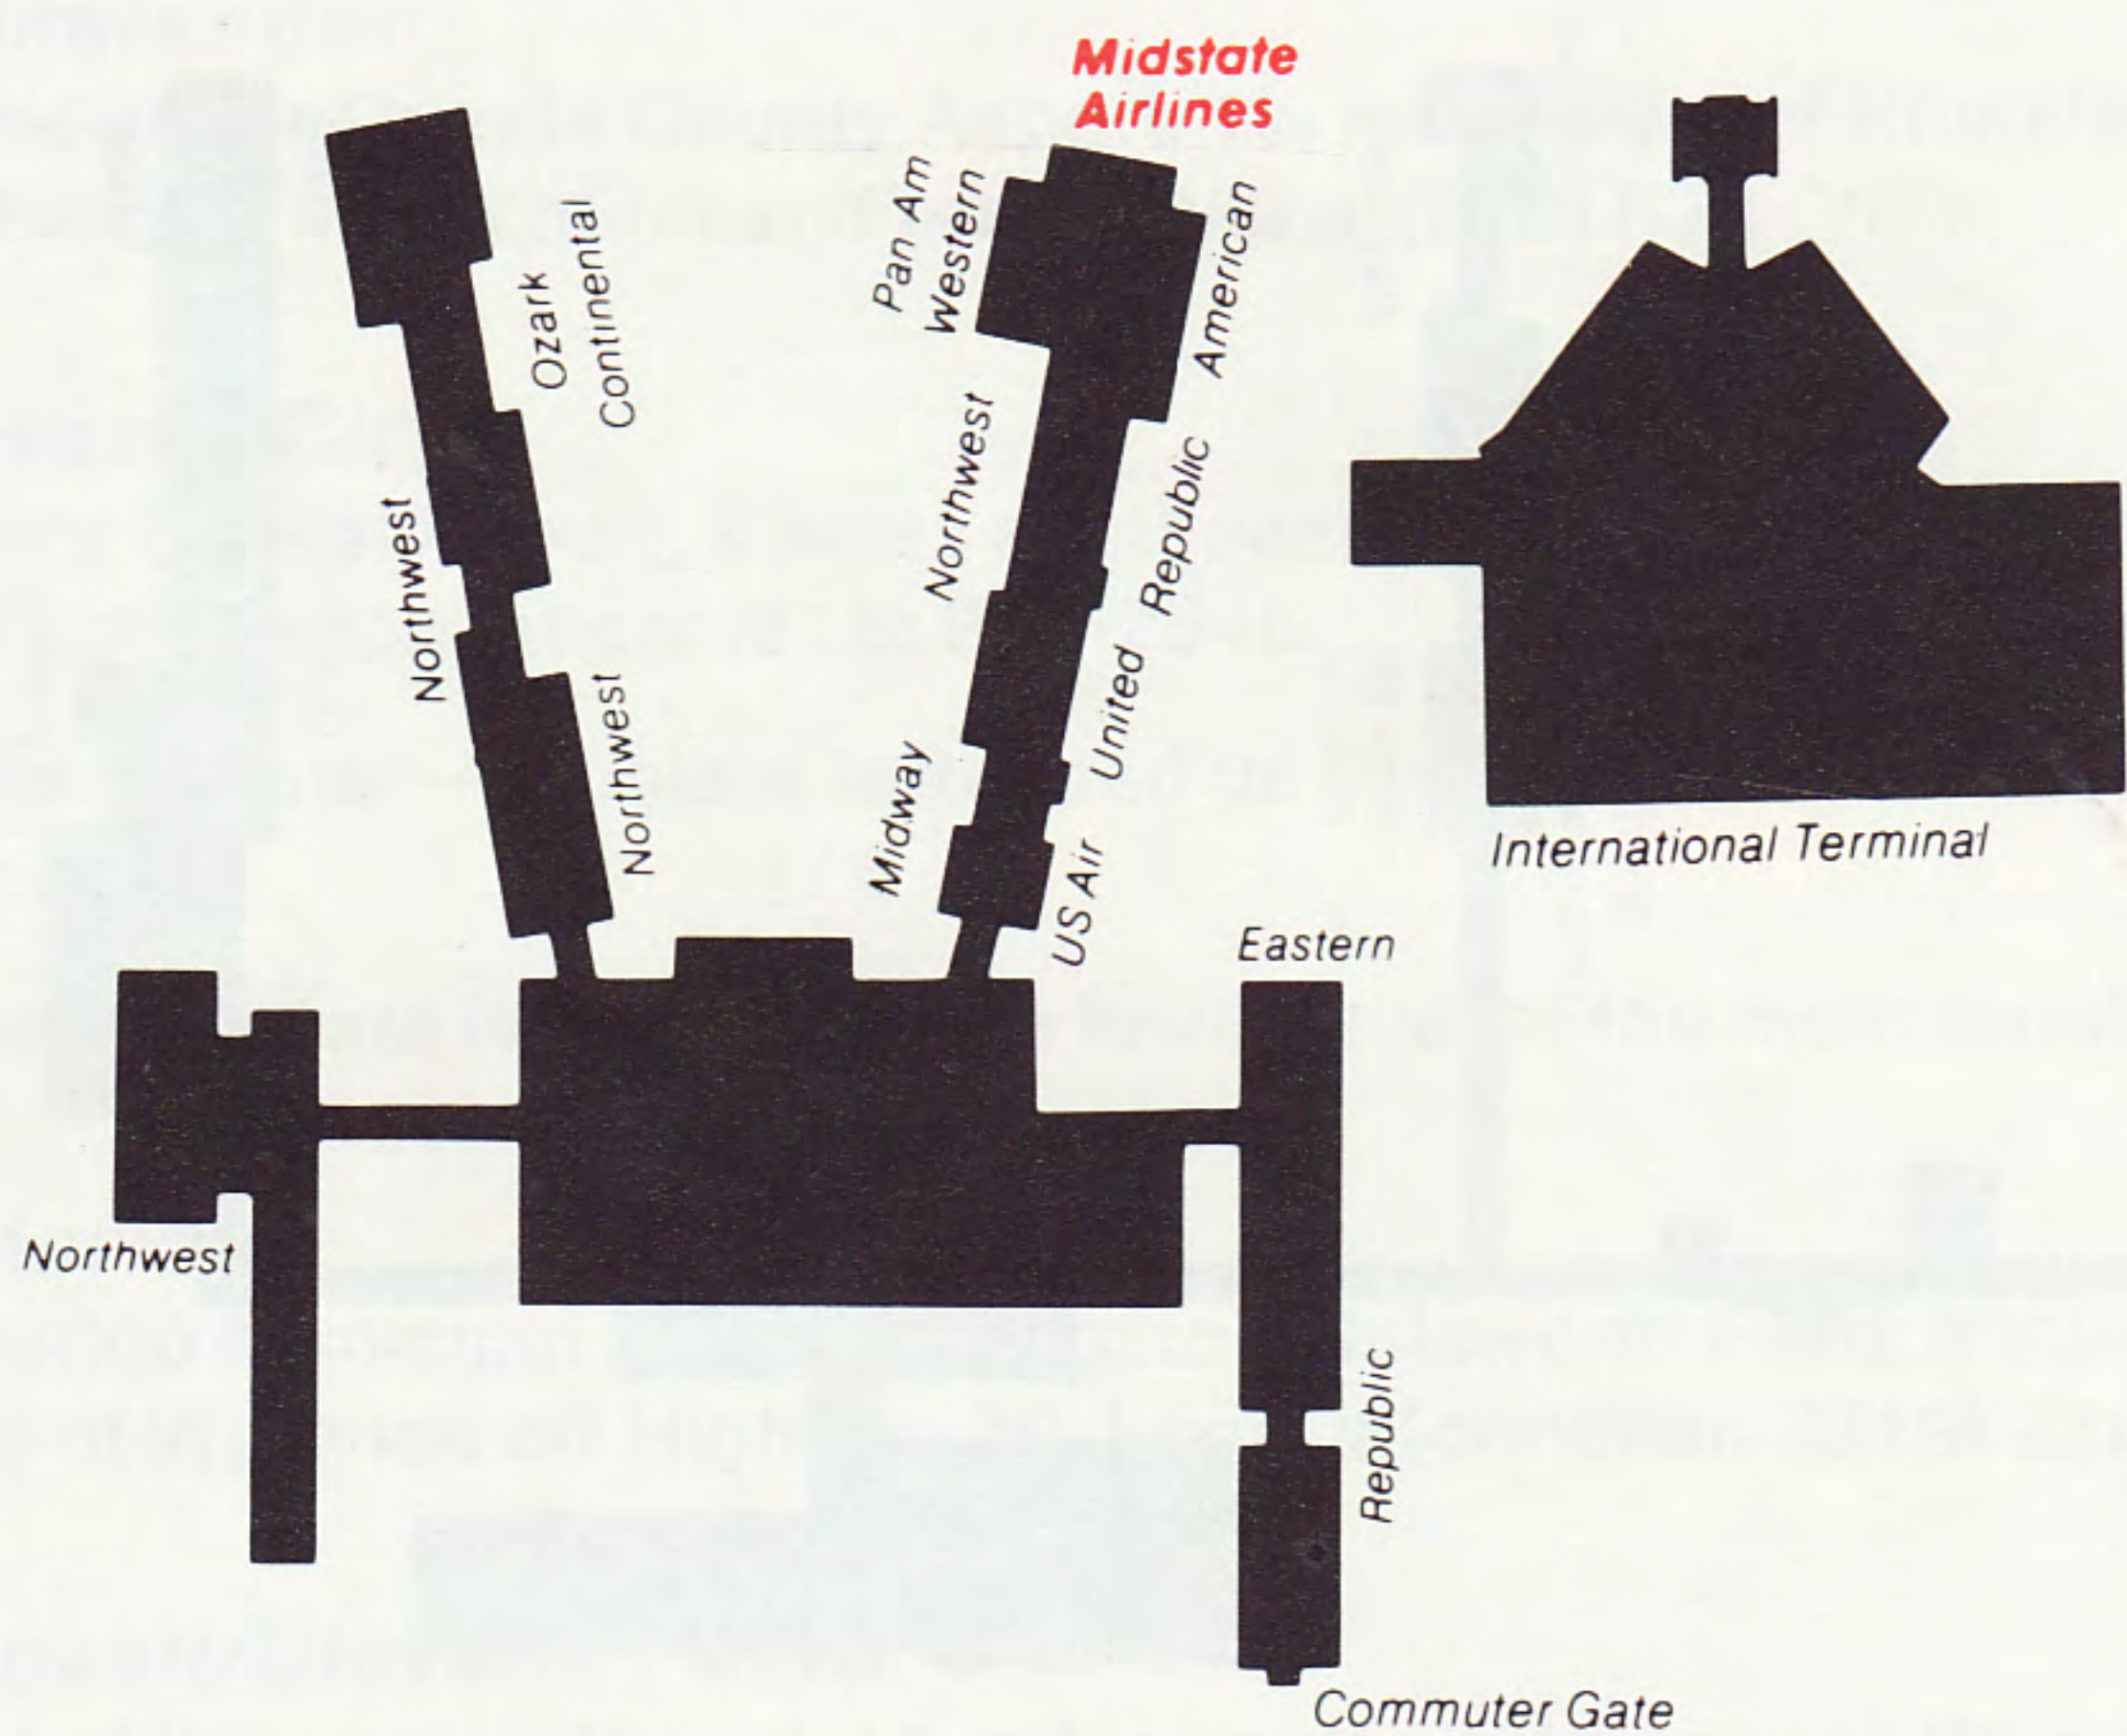 Midstate
Airlines
Pan Am
Western
American
Ozark
Continental
Northwest
Republic
Northwest
United
Northwest
Midway
US Air
International Terminal
Eastern
Northwest
Republic
Commuter Gate